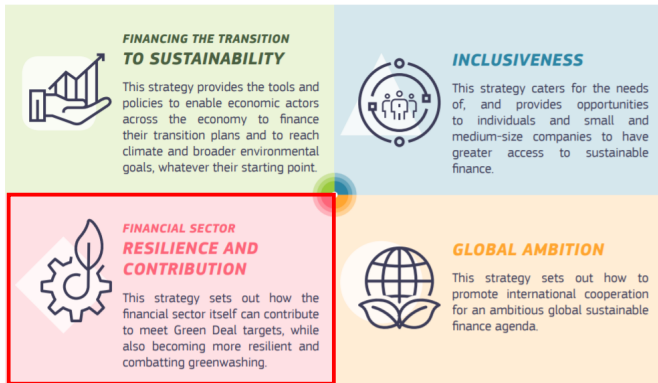 FINANCING THE TRANSITION
TO SUSTAINABILITY
This strategy provides the tools and
policies to enable economic actors
across the economy to finance
their transition plans and to reach
climate and broader environmental
goals, whatever their starting point.
INCLUSIVENESS
This strategy caters for the needs
of, and provides opportunities
to individuals and small and
medium-size companies to have
greater access to sustainable
finance.
FINANCIAL SECTOR
RESILIENCE AND
CONTRIBUTION
This strategy sets out how the
financial sector itself can contribute
to meet Green Deal targets, while
also becoming more resilient and
combatting greenwashing.
GLOBAL AMBITION
This strategy sets out how to
promote international cooperation
for an ambitious global sustainable
finance agenda.